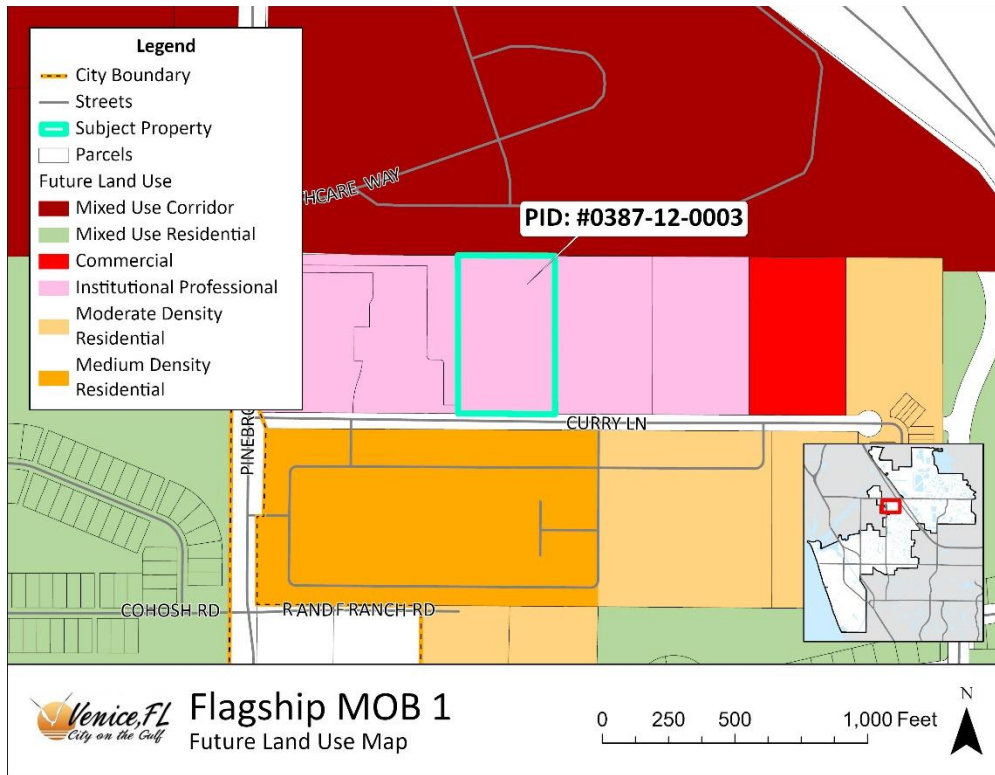 Legend
City Boundary
Streets
Subject Property
Parcels
Future Land Use
Mixed Use Corridor
Mixed Use Residential
Commercial
Institutional Professional
Moderate Density
Residential
Medium Density
Residential
HCARE WAY
PID: #0387-12-0003
CURRY LN
PINEBR
COHOSH RD
R AND F RANCH RD
Venice, FL
City on the Gulf
Flagship MOB 1
Future Land Use Map
0 250 500 1,000 Feet
N